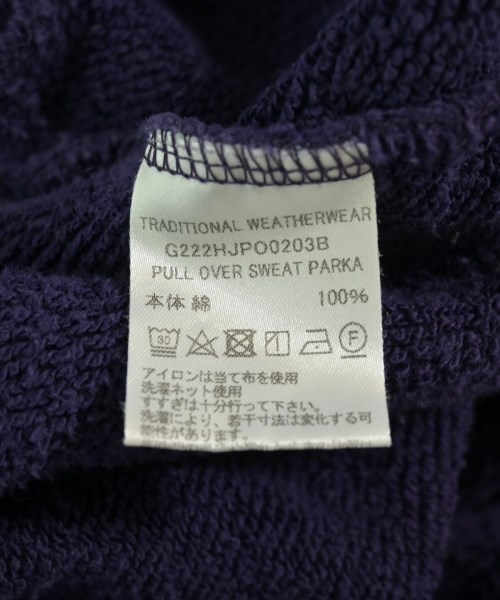 TRADITIONAL WEATHERWEAR
G222HJPO0203B
PULL OVER SWEAT PARKA
本体 綿 100%
30 F
アイロンは当て布を使用
洗濯ネット使用
すすぎは十分行って下さい。
洗濯により、若干寸法は変化する可
能性があります。